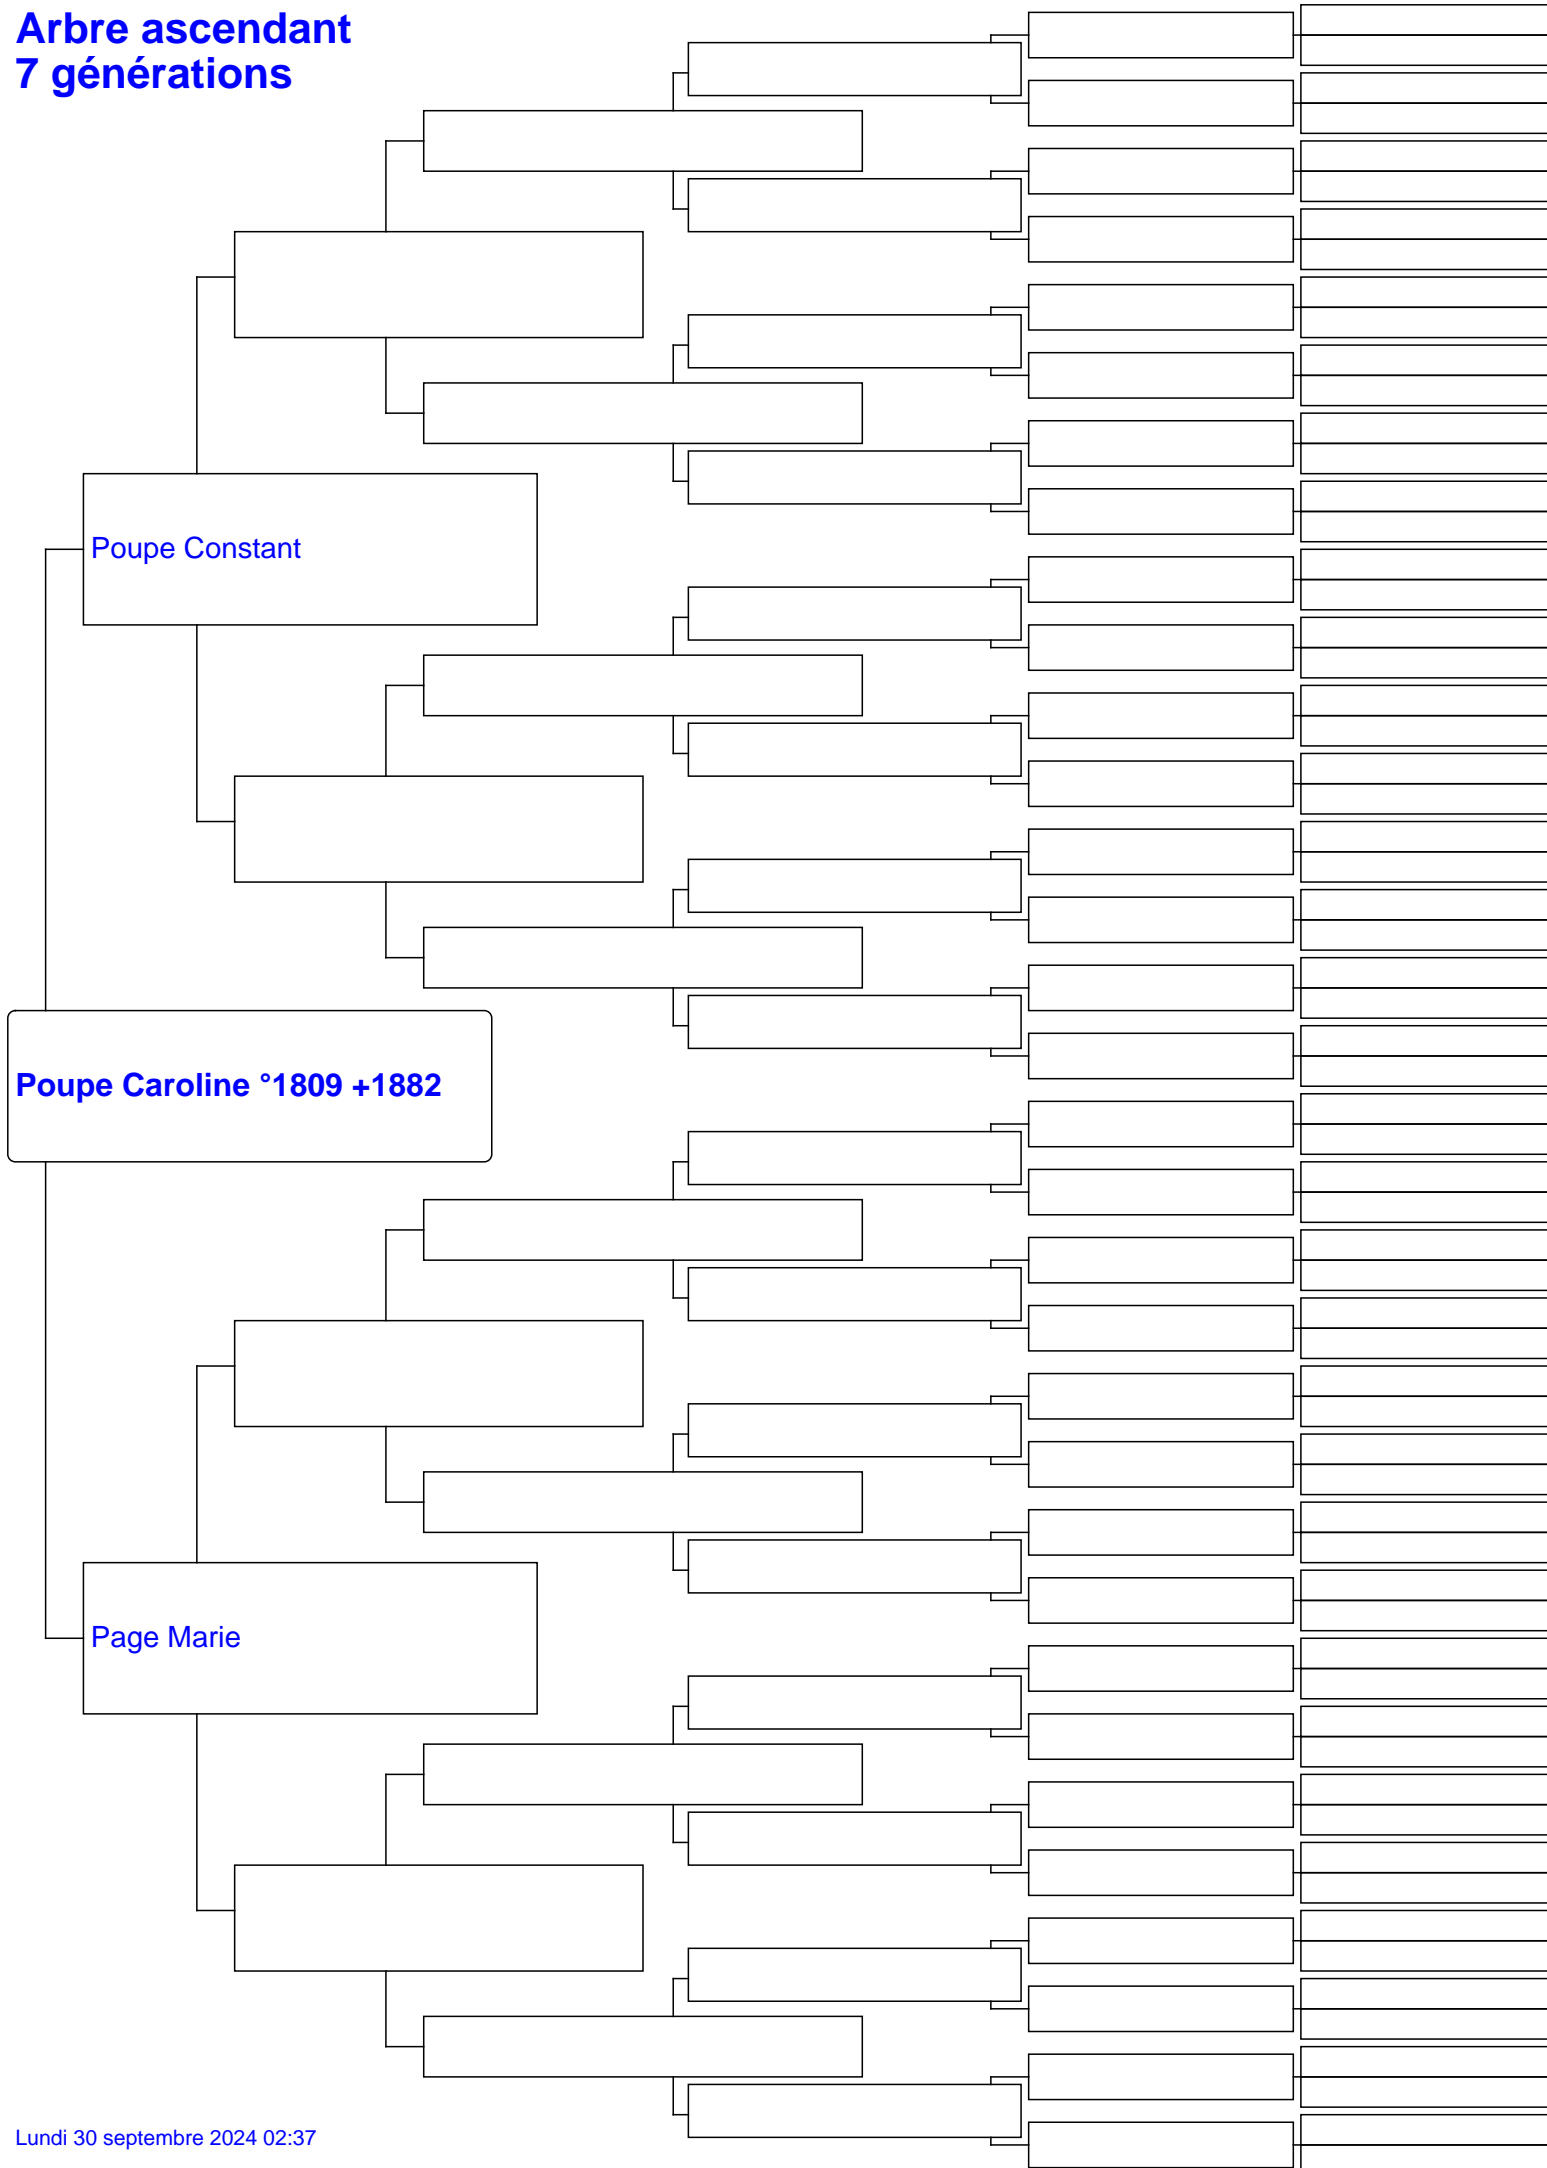 Arbre ascendant
7 générations
Poupe Constant
Poupe Caroline °1809 +1882
Page Marie
Lundi 30 septembre 2024 02:37